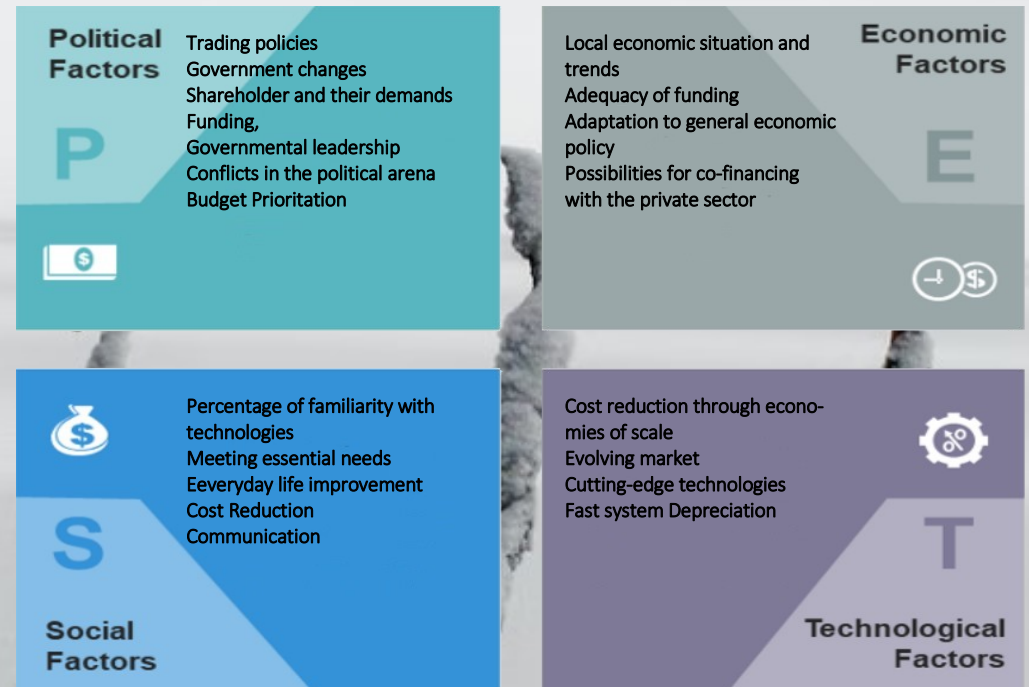 Political
Factors
P
Trading policies
Government changes
Shareholder and their demands
Funding,
Governmental leadership
Conflicts in the political arena
Budget Prioritation
$
Economic
Factors
E
Local economic situation and
trends
Adequacy of funding
Adaptation to general economic
policy
Possibilities for co-financing
with the private sector
$
$
S
Social
Factors
Percentage of familiarity with
technologies
Meeting essential needs
Eeveryday life improvement
Cost Reduction
Communication
Cost reduction through econo-
mies of scale
Evolving market
Cutting-edge technologies
Fast system Depreciation
T
Technological
Factors